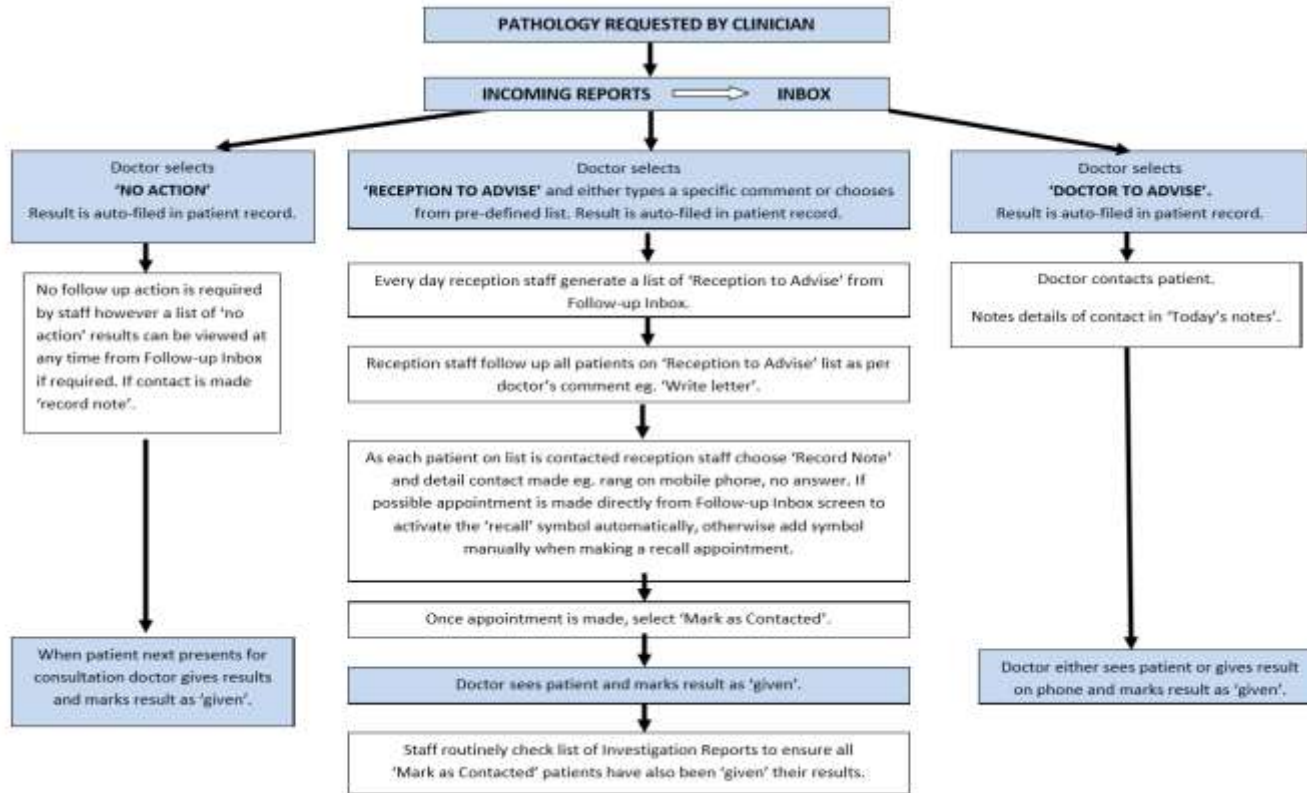 PATHOLOGY REQUESTED BY CLINICIAN
INCOMING REPORTS INBOX
Doctor selects
‘NO ACTION’
Result is auto-filed in patient record.
No follow up action is required
by staff however a list of ‘no
action’ results can be viewed at
any time from Follow-up Inbox
if required. If contact is made
‘record note’.
When patient next presents for
consultation doctor gives results
and marks result as ‘given’.
Doctor selects
‘RECEPTION TO ADVISE’ and either types a specific comment or chooses
from pre-defined list. Result is auto-filed in patient record.
Every day reception staff generate a list of ‘Reception to Advise’ from
Follow-up Inbox.
Reception staff follow up all patients on ‘Reception to Advise’ list as per
doctor’s comment eg. ‘Write letter’.
As each patient on list is contacted reception staff choose ‘Record Note’
and detail contact made eg. rang on mobile phone, no answer. If
possible appointment is made directly from Follow-up Inbox screen to
activate the ‘recall’ symbol automatically, otherwise add symbol
manually when making a recall appointment.
Once appointment is made, select ‘Mark as Contacted’.
Doctor sees patient and marks result as ‘given’.
Staff routinely check list of Investigation Reports to ensure all
‘Mark as Contacted’ patients have also been ‘given’ their results.
Doctor selects
‘DOCTOR TO ADVISE’.
Result is auto-filed in patient record.
Doctor contacts patient.
Notes details of contact in ‘Today’s notes’.
Doctor either sees patient or gives result
on phone and marks result as ‘given’.